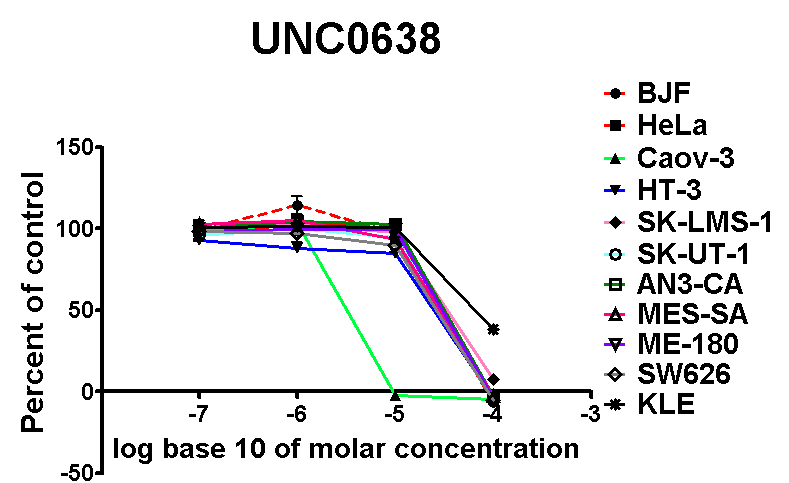 UNC0638
BJF
HeLa
Caov-3
HT-3
SK-LMS-1
SK-UT-1
AN3-CA
MES-SA
ME-180
SW626
KLE
Percent of control
150
100
50
0
-50
-7 -6 -5 -4 -3
log base 10 of molar concentration